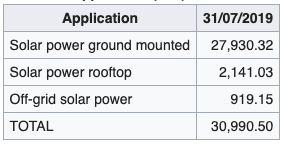 Application 31/07/2019
Solar power ground mounted 27,930.32
Solar power rooftop 2,141.03
Off-grid solar power 919.15
TOTAL 30,990.50